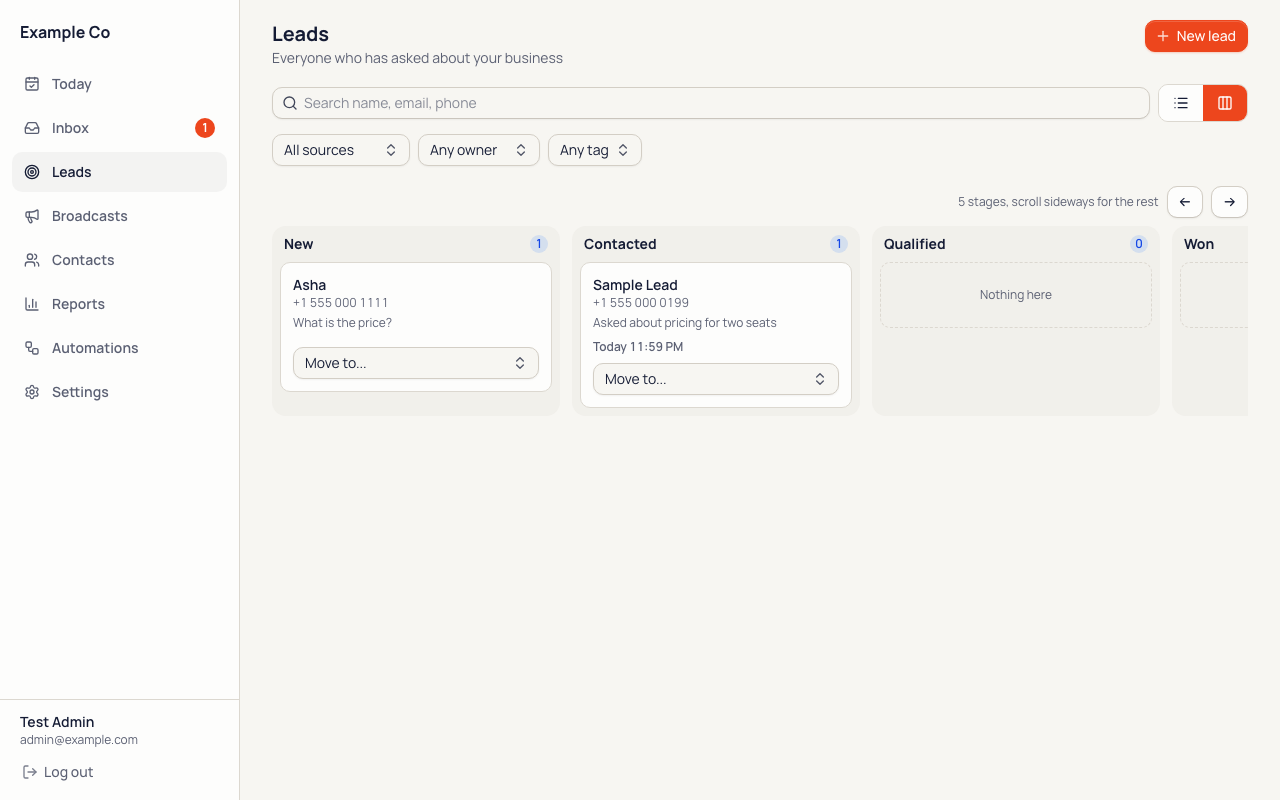 Example Co
Today
Inbox 1
Leads
Broadcasts
Contacts
Reports
Automations
Settings
Test Admin
admin@example.com
Log out
Leads
Everyone who has asked about your business
New lead
Search name, email, phone
All sources
Any owner
Any tag
5 stages, scroll sideways for the rest
New 1
Asha
+1 555 000 1111
What is the price?
Move to...
Contacted 1
Sample Lead
+1 555 000 0199
Asked about pricing for two seats
Today 11:59 PM
Move to...
Qualified 0
Nothing here
Won